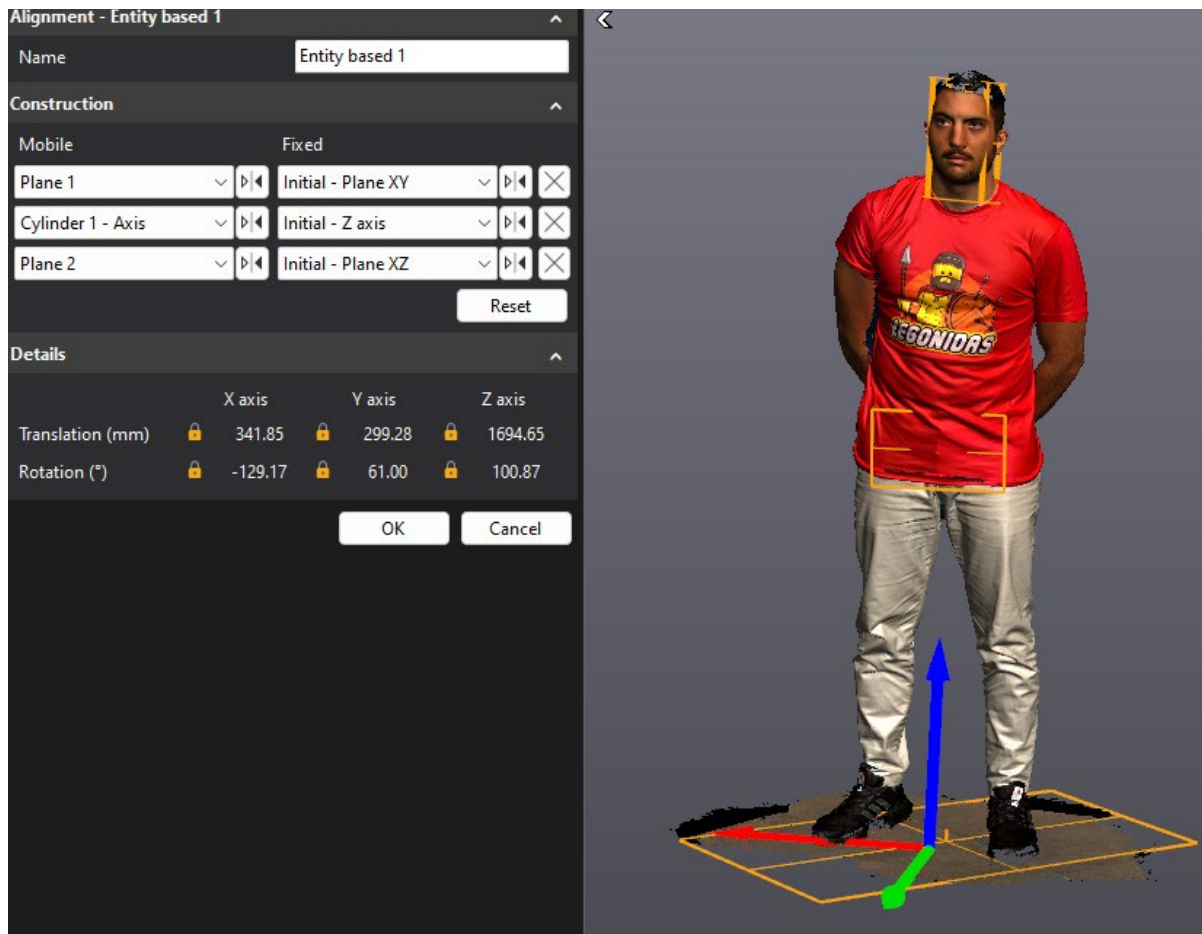 Alignment - Entity based 1
Name Entity based 1
Construction
Mobile Fixed
Plane 1 Initial - Plane XY
Cylinder 1 - Axis Initial - Z axis
Plane 2 Initial - Plane XZ
Reset
Details
X axis Y axis Z axis
Translation (mm) 341.85 299.28 1694.65
Rotation (°) -129.17 61.00 100.87
OK Cancel
LEGONIDAS